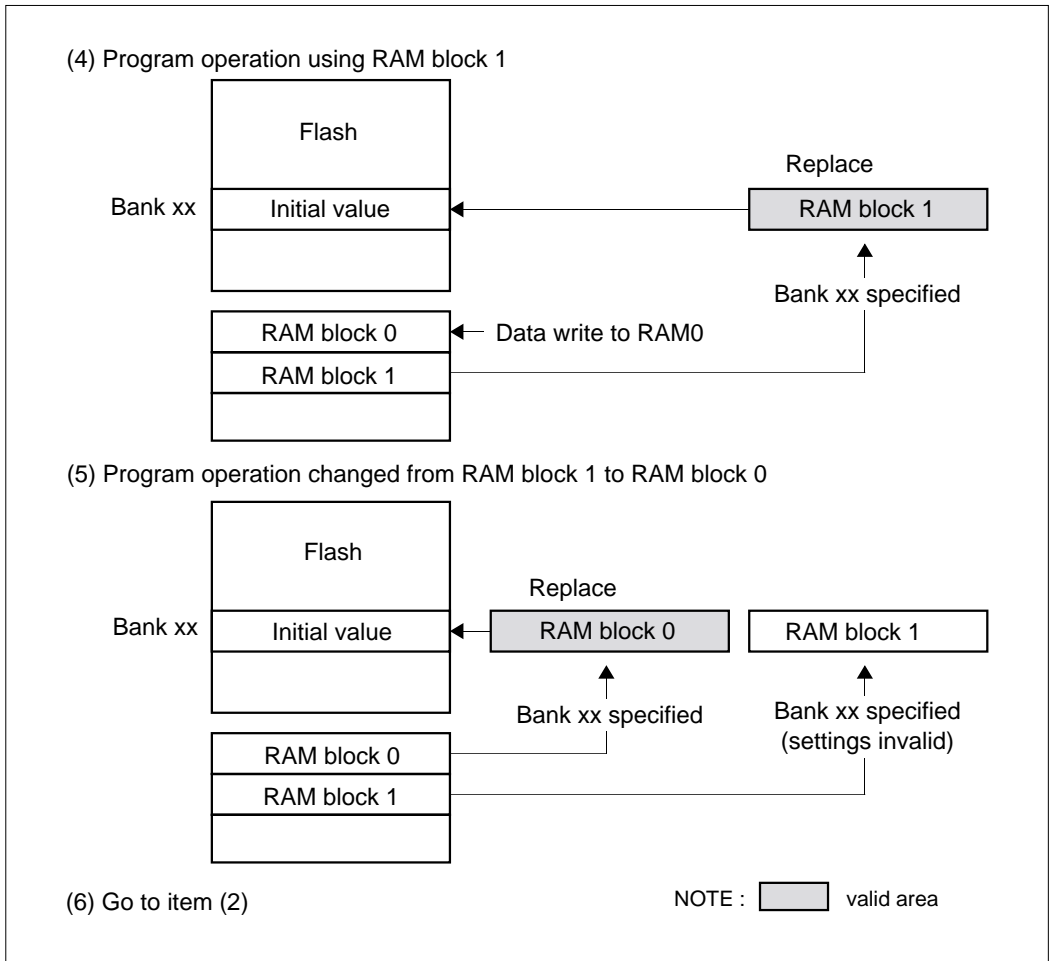 (4) Program operation using RAM block 1
Flash
Replace
Bank xx
Initial value
RAM block 1
Bank xx specified
RAM block 0
Data write to RAM0
RAM block 1
(5) Program operation changed from RAM block 1 to RAM block 0
Flash
Replace
Bank xx
Initial value
RAM block 0
RAM block 1
Bank xx specified
Bank xx specified
(settings invalid)
RAM block 0
RAM block 1
(6) Go to item (2)
NOTE : valid area